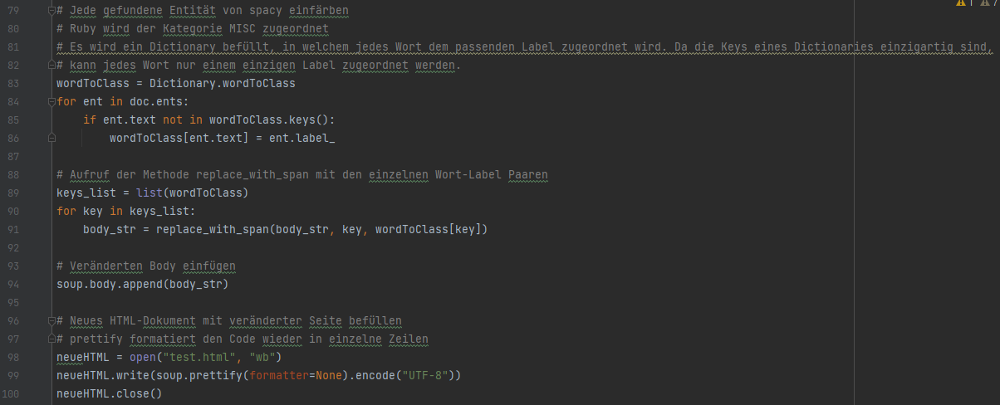 79 # Jede gefundene Entität von spacy einfärben
80 # Ruby wird der Kategorie MISC zugeordnet
81 # Es wird ein Dictionary befüllt, in welchem jedes Wort dem passenden Label zugeordnet wird. Da die Keys eines Dictionaries einzigartig sind,
82 # kann jedes Wort nur einem einzigen Label zugeordnet werden.
83 wordToClass = Dictionary.wordToClass
84 for ent in doc.ents:
85     if ent.text not in wordToClass.keys():
86         wordToClass[ent.text] = ent.label_
87
88 # Aufruf der Methode replace_with_span mit den einzelnen Wort-Label Paaren
89 keys_list = list(wordToClass)
90 for key in keys_list:
91     body_str = replace_with_span(body_str, key, wordToClass[key])
92
93 # Veränderten Body einfügen
94 soup.body.append(body_str)
95
96 # Neues HTML-Dokument mit veränderter Seite befüllen
97 # prettify formatiert den Code wieder in einzelne Zeilen
98 neueHTML = open("test.html", "wb")
99 neueHTML.write(soup.prettify(formatter=None).encode("UTF-8"))
100 neueHTML.close()